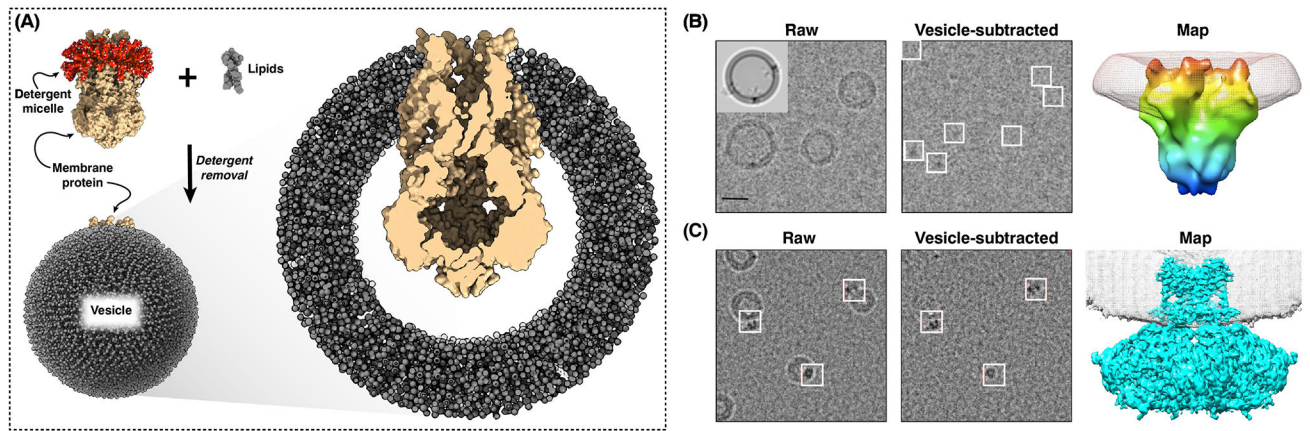 (A)
Detergent
micelle
Lipids
Membrane
protein
Detergent
removal
Vesicle
(B)
Raw
Vesicle-subtracted
Map
(C)
Raw
Vesicle-subtracted
Map